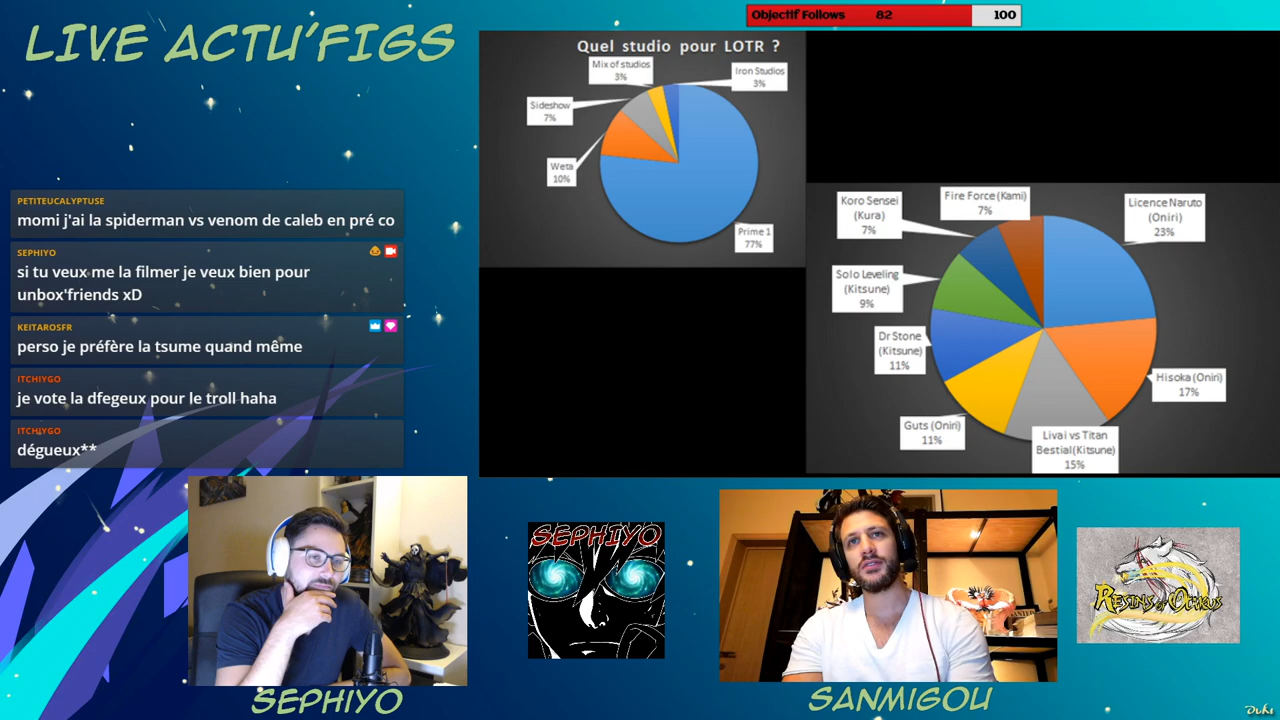 LIVE ACTU'FIGS
Objectif Follows 82 100
PETITEUCALYPTUSE
momi j'ai la spiderman vs venom de caleb en pré co
SEPHIYO
si tu veux me la filmer je veux bien pour
unbox'friends xD
KEITAROSFR
perso je préfère la tsume quand même
ITCHIYGO
je vote la dfegeux pour le troll haha
ITCHIYGO
dégueux**
Quel studio pour LOTR ?
Mix of studios
3%
Iron Studios
3%
Sideshow
7%
Weta
10%
Prime 1
77%
Koro Sensei
(Kura)
7%
Fire Force (Kami)
7%
Licence Naruto
(Oniri)
23%
Solo Leveling
(Kitsune)
9%
Dr Stone
(Kitsune)
11%
Hisoka (Oniri)
17%
Guts (Oniri)
11%
Livai vs Titan
Bestial (Kitsune)
15%
SEPHIYO
RESINS of OTAKUS
SEPHIYO
SANMIGOU